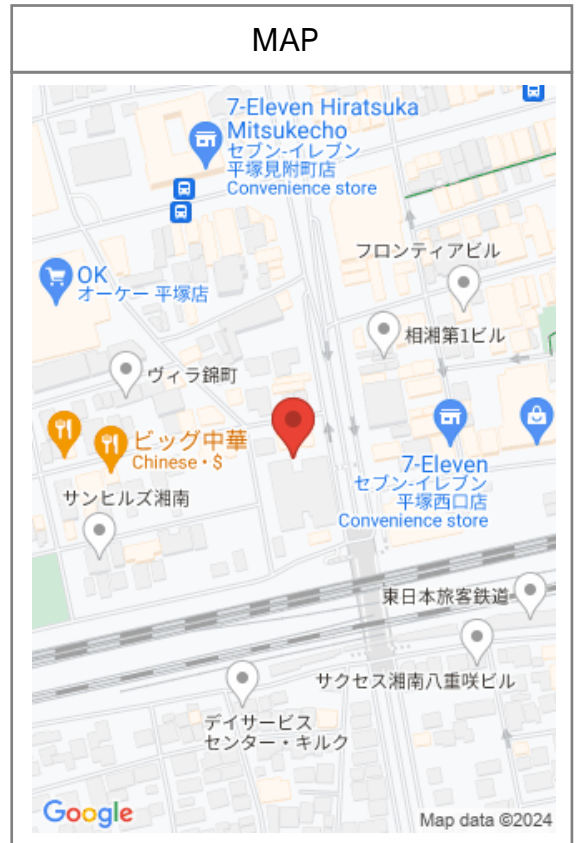 MAP
7-Eleven Hiratsuka
Mitsukecho
セブン-イレブン
平塚見附町店
Convenience store
フロンティアビル
OK
オーケー 平塚店
相湘第1ビル
ヴィラ錦町
ビッグ中華
Chinese・$
7-Eleven
セブン-イレブン
平塚西口店
Convenience store
サンヒルズ湘南
東日本旅客鉄道
サクセス湘南八重咲ビル
デイサービス
センター・キルク
Google
Map data ©2024